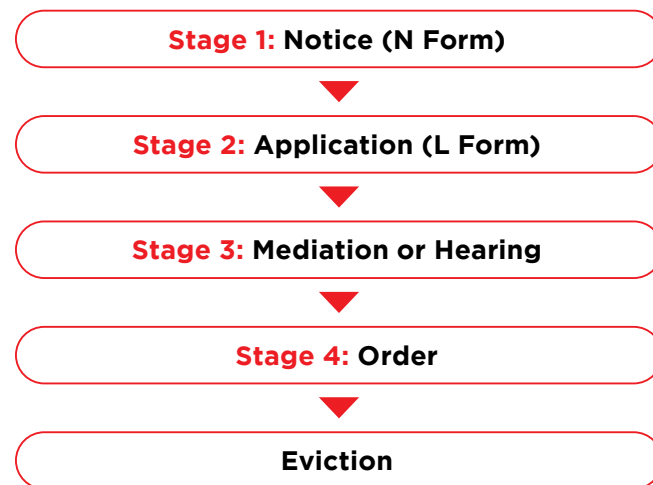 Stage 1: Notice (N Form)
Stage 2: Application (L Form)
Stage 3: Mediation or Hearing
Stage 4: Order
Eviction